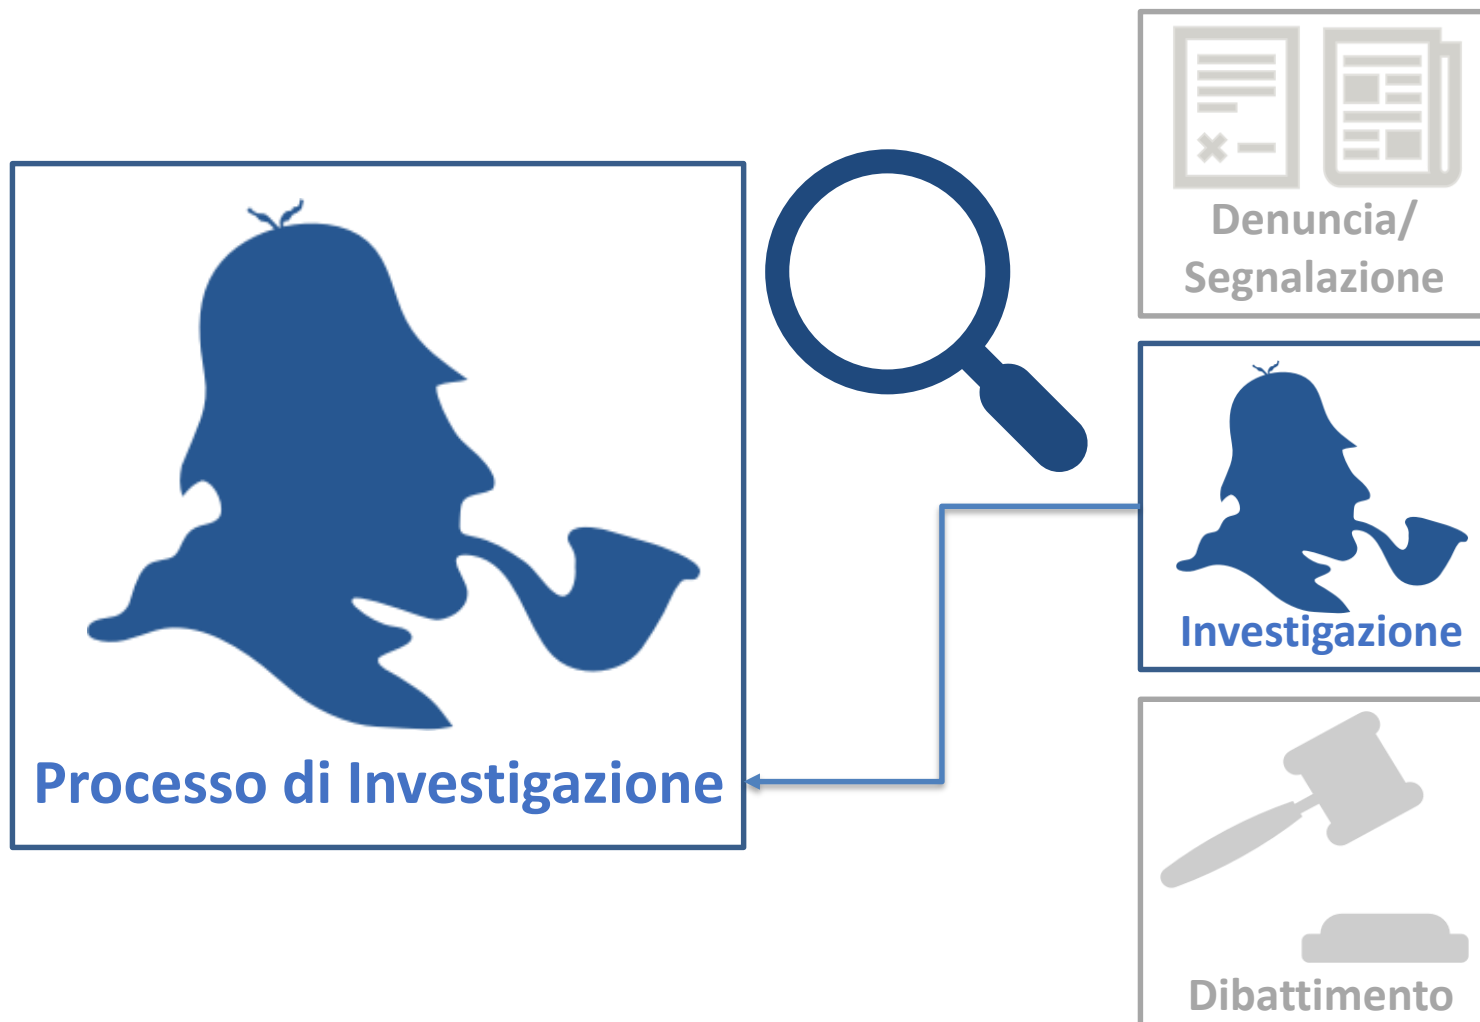 Processo di Investigazione
Denuncia/
Segnalazione
Investigazione
Dibattimento